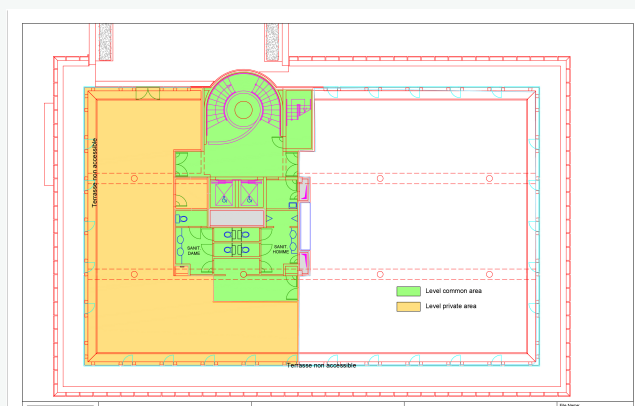 Terrasse non accessible
SANIT
DAME
SANIT
HOMME
Level common area
Level private area
Terrasse non accessible
File Name: